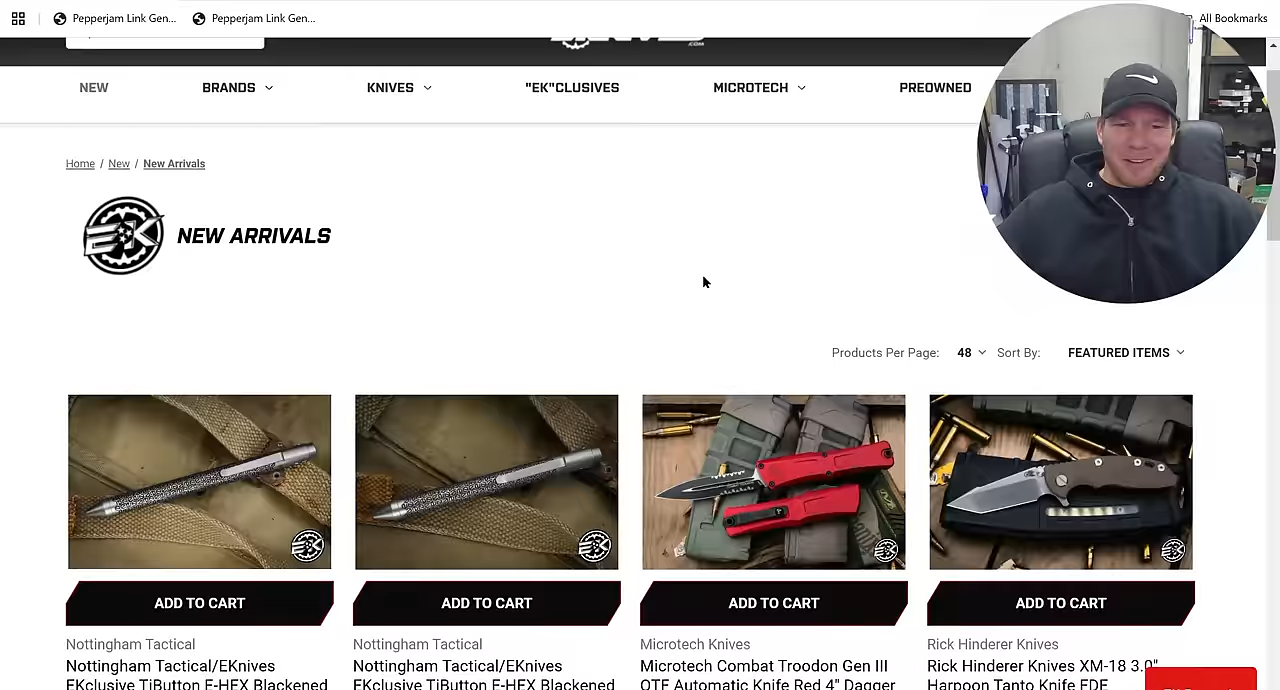 Pepperjam Link Gen...
Pepperjam Link Gen...
All Bookmarks
.COM
NEW
BRANDS
KNIVES
"EK"CLUSIVES
MICROTECH
PREOWNED
Home / New / New Arrivals
EK
NEW ARRIVALS
Products Per Page: 48 Sort By: FEATURED ITEMS
ADD TO CART
ADD TO CART
ADD TO CART
ADD TO CART
Nottingham Tactical
Nottingham Tactical/EKnives
EKclusive TiButton E-HEX Blackened
Nottingham Tactical
Nottingham Tactical/EKnives
EKclusive TiButton E-HEX Blackened
Microtech Knives
Microtech Combat Troodon Gen III
OTF Automatic Knife Red 4" Dagger
Rick Hinderer Knives
Rick Hinderer Knives XM-18 3.0"
Harpoon Tanto Knife FDE